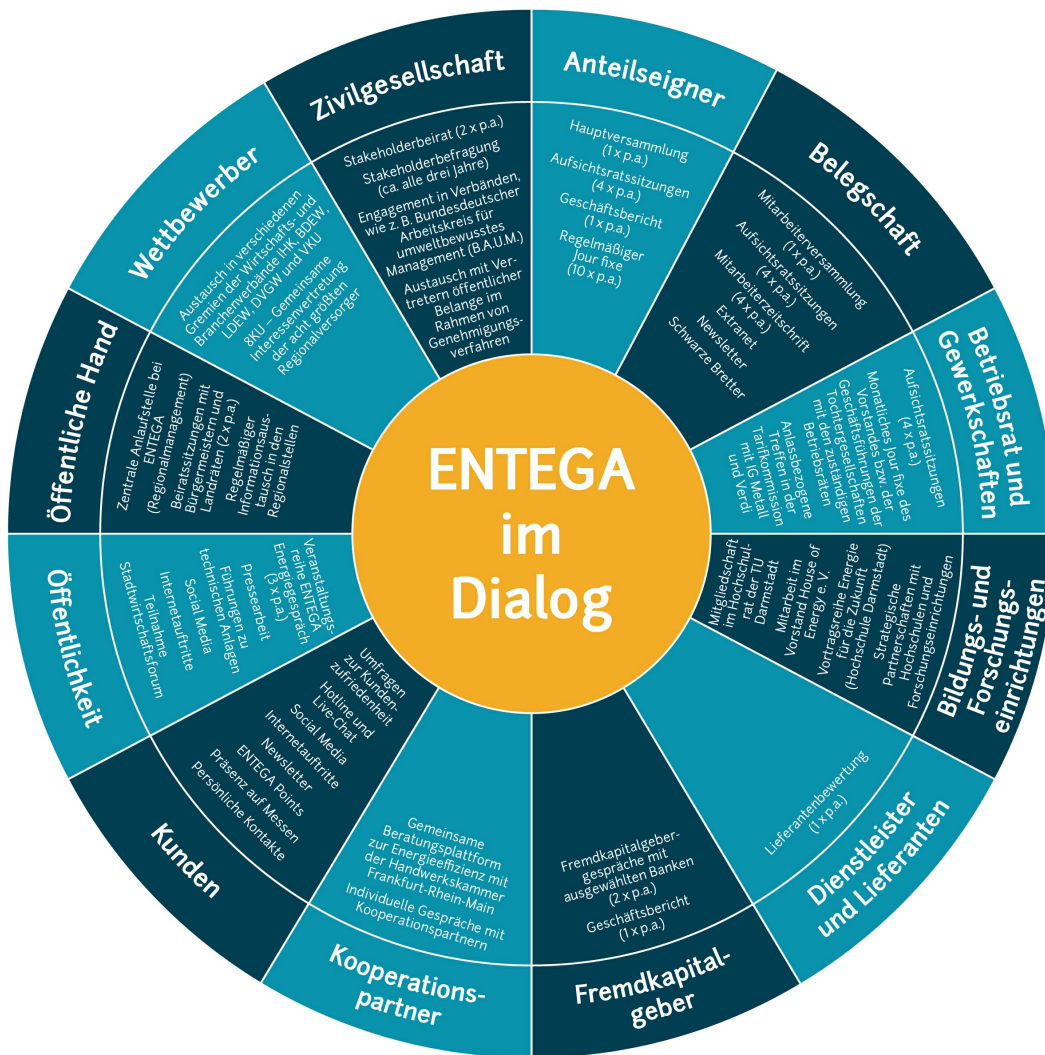 ENTEGA
im
Dialog
Anteilseigner
Hauptversammlung
(1 x p.a.)
Aufsichtsratssitzungen
(4 x p.a.)
Geschäftsbericht
(1 x p.a.)
Regelmäßiger
Jour fixe
(10 x p.a.)
Belegschaft
Mitarbeiterversammlung
(1 x p.a.)
Aufsichtsratssitzungen
(4 x p.a.)
Mitarbeiterzeitschrift
(4 x p.a.)
Extranet
Newsletter
Schwarze Bretter
Betriebsrat und
Gewerkschaften
Aufsichtsratssitzungen
(4 x p.a.)
Monatliches Jour fixe des
Vorstandes bzw. der
Geschäftsführungen der
Tochtergesellschaften
mit den zuständigen
Betriebsräten
Anlassbezogene
Treffen in der
Tarifkommission
mit IG Metall
und Verdi
Bildungs- und
Forschungs-
einrichtungen
Mitgliedschaft
im Hochschul-
rat der TU
Darmstadt
Mitarbeit im
Vorstand House of
Energy e. V.
Vortragsreihe Energie
für die Zukunft
(Hochschule Darmstadt)
Strategische
Partnerschaften mit
Hochschulen und
Forschungseinrichtungen
Dienstleister
und Lieferanten
Lieferantenbewertung
(1 x p.a.)
Fremdkapital-
geber
Fremdkapitalgeber-
gespräche mit
ausgewählten Banken
(2 x p.a.)
Geschäftsbericht
(1 x p.a.)
Kooperations-
partner
Gemeinsame
Beratungsplattform
zur Energieeffizienz mit
der Handwerkskammer
Frankfurt-Rhein-Main
Individuelle Gespräche mit
Kooperationspartnern
Kunden
Umfragen
zur Kunden-
zufriedenheit
Hotline und
Live-Chat
Social Media
Internetauftritte
Newsletter
ENTEGA Points
Präsenz auf Messen
Persönliche Kontakte
Öffentlichkeit
Veranstaltungs-
reihe ENTEGA
Energiegespräch
(3 x p.a.)
Pressearbeit
Führungen zu
technischen Anlagen
Social Media
Internetauftritte
Teilnahme
Stadtwirtschaftsforum
Öffentliche Hand
Zentrale Anlaufstelle bei
ENTEGA
(Regionalmanagement)
Beiratssitzungen mit
Bürgermeistern und
Landräten (2 x p.a.)
Regelmäßiger
Informationsaus-
tausch in den
Regionalstellen
Wettbewerber
Austausch in verschiedenen
Gremien der Wirtschafts- und
Branchenverbände IHK, BDEW,
LDEW, DVGW und VKU
8KU – Gemeinsame
Interessenvertretung
der acht größten
Regionalversorger
Zivilgesellschaft
Stakeholderbeirat (2 x p.a.)
Stakeholderbefragung
(ca. alle drei Jahre)
Engagement in Verbänden,
wie z. B. Bundesdeutscher
Arbeitskreis für
umweltbewusstes
Management (B.A.U.M.)
Austausch mit Ver-
tretern öffentlicher
Belange im
Rahmen von
Genehmigungs-
verfahren